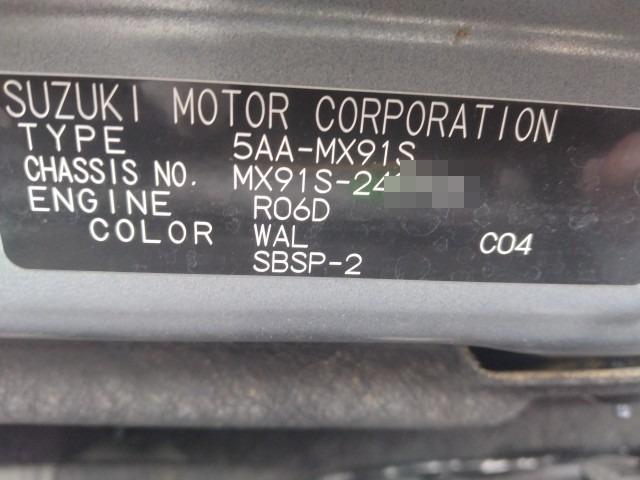 SUZUKI MOTOR CORPORATION
TYPE 5AA-MX91S
CHASSIS NO. MX91S-24
ENGINE R06D
COLOR WAL C04
SBSP-2